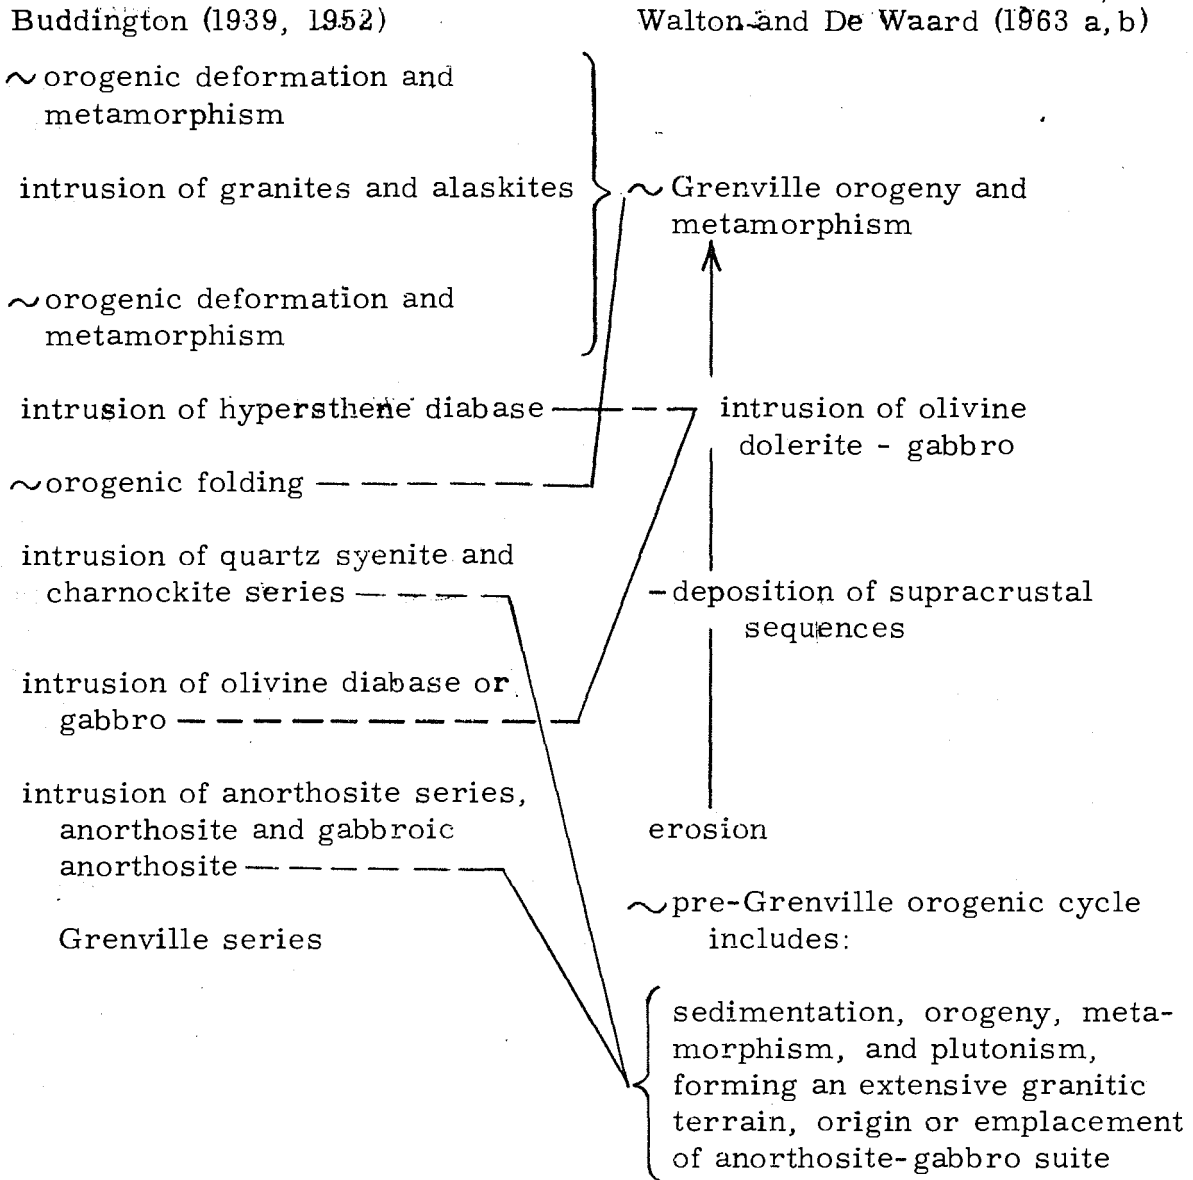 Buddington (1939, 1952)
~ orogenic deformation and
metamorphism
intrusion of granites and alaskites
~ orogenic deformation and
metamorphism
intrusion of hypersthene diabase
~ orogenic folding
intrusion of quartz syenite and
charnockite series
intrusion of olivine diabase or
gabbro
intrusion of anorthosite series,
anorthosite and gabbroic
anorthosite
Grenville series
Walton and De Waard (1963 a, b)
~ Grenville orogeny and
metamorphism
intrusion of olivine
dolerite - gabbro
-deposition of supracrustal
sequences
erosion
~ pre-Grenville orogenic cycle
includes:
sedimentation, orogeny, meta-
morphism, and plutonism,
forming an extensive granitic
terrain, origin or emplacement
of anorthosite-gabbro suite